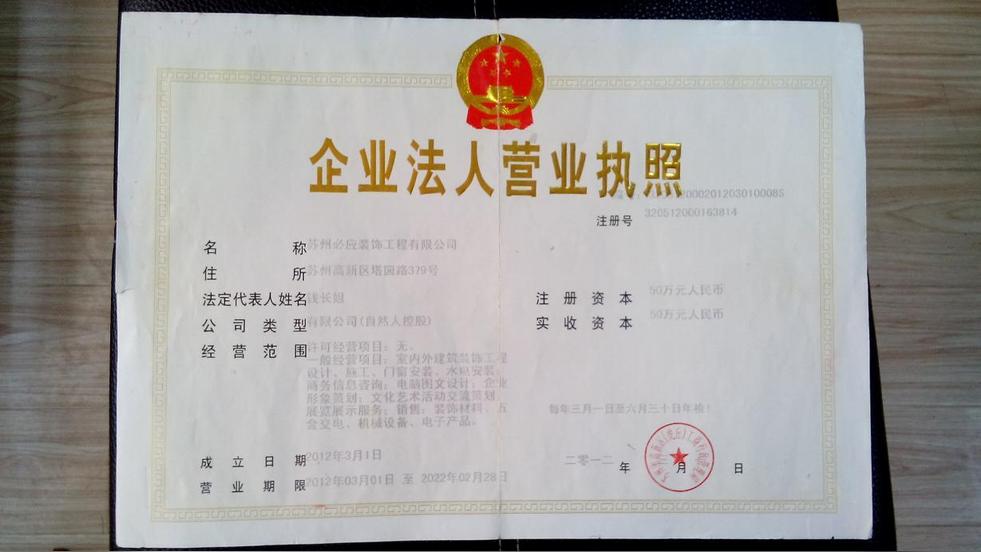 企业法人营业执照
注册号 320512000163814
名称 苏州必应装饰工程有限公司
住所 苏州高新区塔园路379号
法定代表人姓名 钱长如
注册资本 50万元人民币
公司类型 有限公司(自然人控股)
实收资本 50万元人民币
经营范围 许可经营项目：无。
一般经营项目：室内外建筑装饰工程
设计、施工、门窗安装、水电安装；
商务信息咨询；电脑图文设计；企业
形象策划；文化艺术活动交流策划、
展览展示服务；销售：装饰材料、五
金交电、机械设备、电子产品。
每年三月一日至六月三十日年检！
成立日期 2012年3月1日
二零一二 年 月 日
营业期限 2012年03月01日 至 2022年02月28日